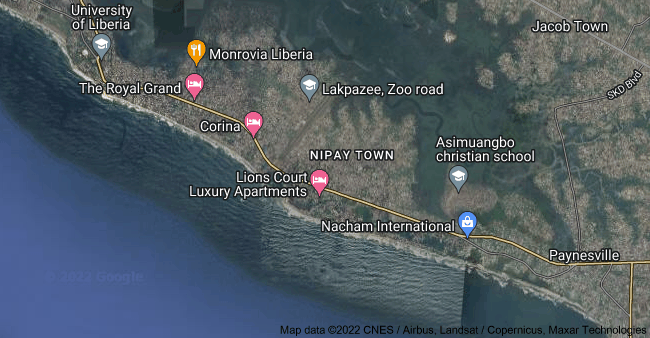 University
of Liberia
Jacob Town
Monrovia Liberia
The Royal Grand
Lakpazee, Zoo road
SKD Blvd
Corina
Asimuangbo
christian school
NIPAY TOWN
Lions Court
Luxury Apartments
Nacham International
Paynesville
© 2022 Google
Map data ©2022 CNES / Airbus, Landsat / Copernicus, Maxar Technologies